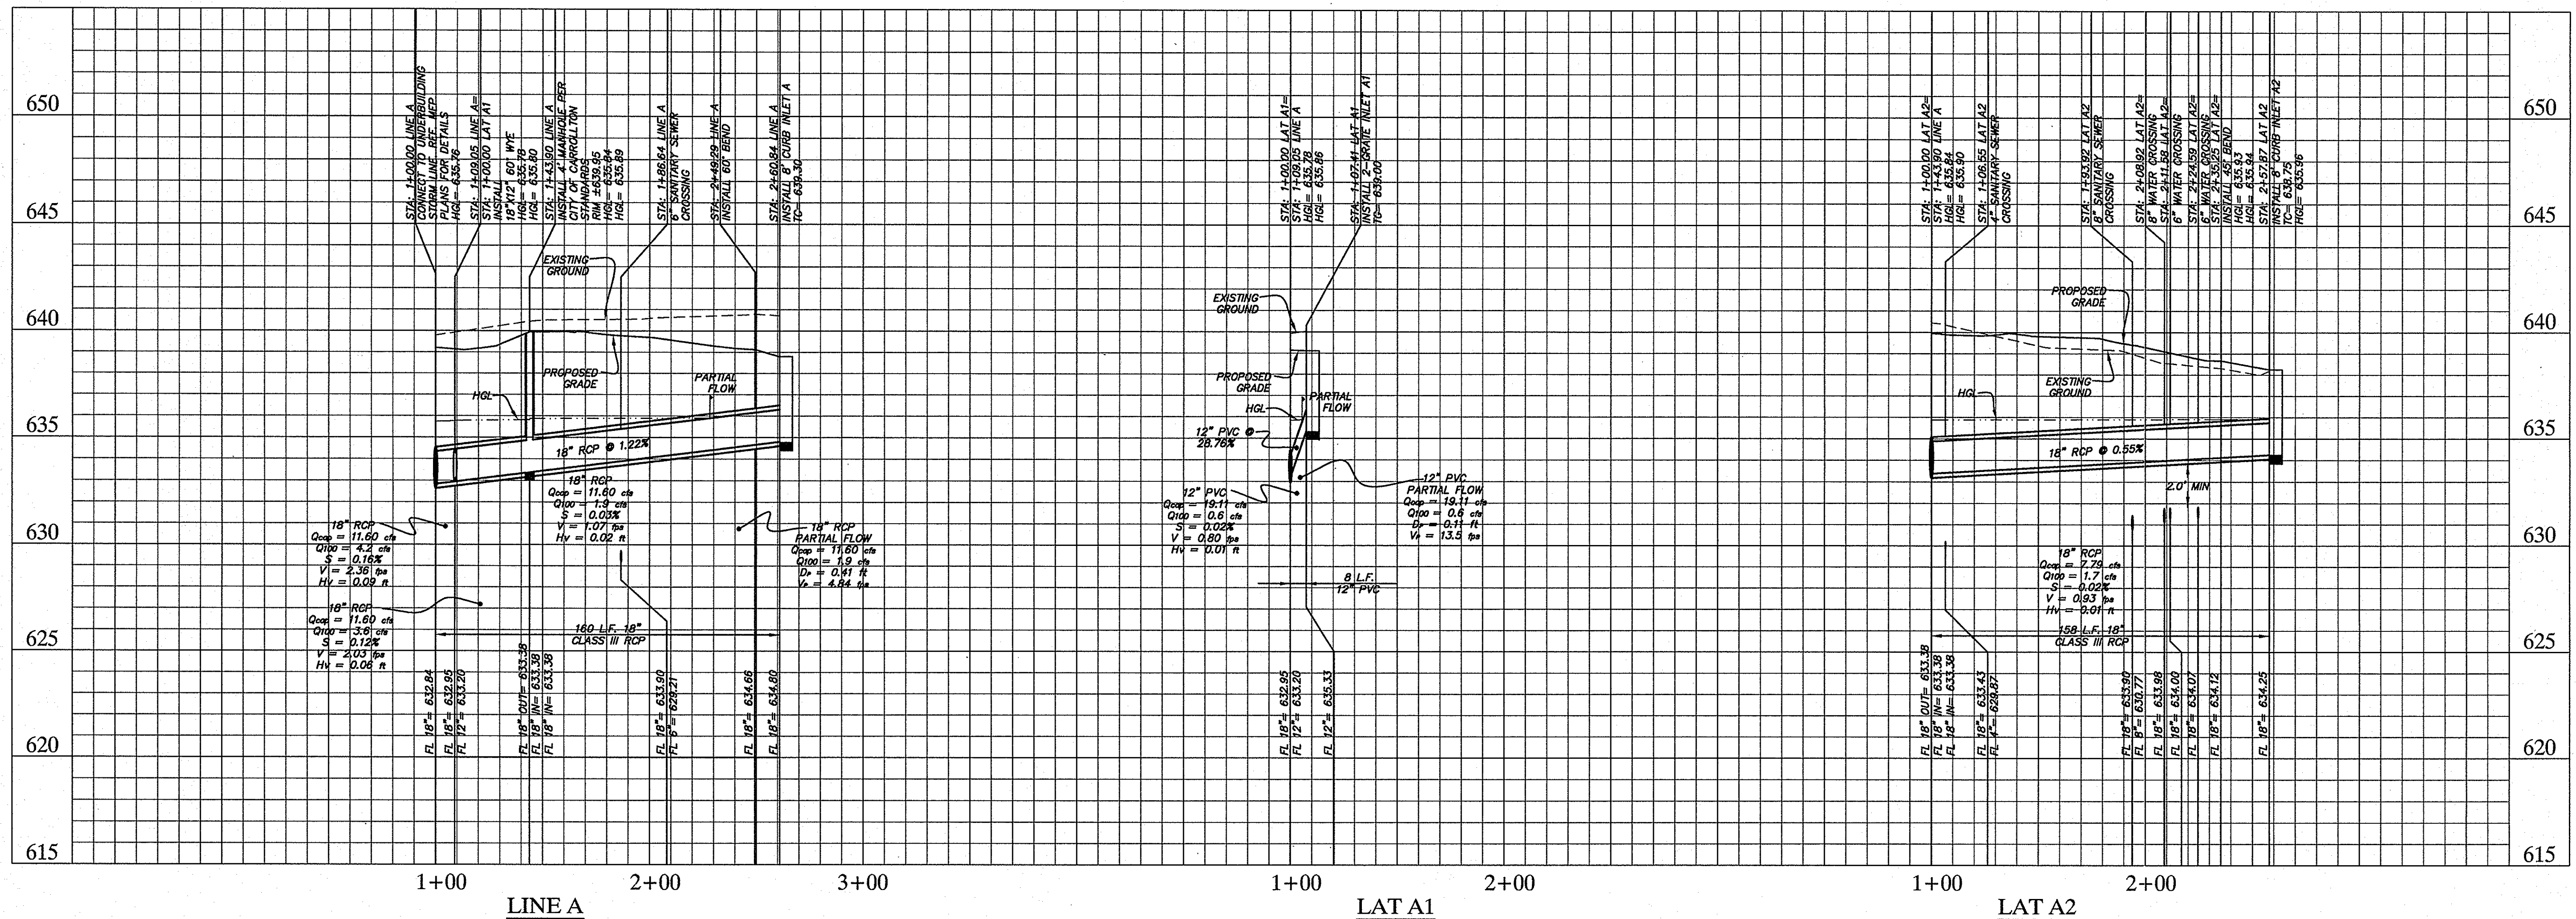 650
645
640
635
630
625
620
615
STA: 1+00.00 LINE A
CONNECT TO UNDERBUILDING
STORM LINE. REF. MEP
PLANS FOR DETAILS
HGL= 635.76
STA: 1+09.05 LINE A=
STA: 1+00.00 LAT A1
INSTALL
18"X12" 60° WYE
HGL= 635.78
HGL= 635.80
STA: 1+43.90 LINE A
INSTALL 4' MANHOLE PER
CITY OF CARROLLTON
STANDARDS
RIM ±639.95
HGL= 635.84
HGL= 635.89
STA: 1+86.64 LINE A
6" SANITARY SEWER
CROSSING
STA: 2+49.29 LINE A
INSTALL 60° BEND
STA: 2+60.84 LINE A
INSTALL 8' CURB INLET A
TC= 639.30
EXISTING
GROUND
PROPOSED
GRADE
PARTIAL
FLOW
HGL
18" RCP @ 1.22%
18" RCP
Qcap = 11.60 cfs
Q100 = 1.9 cfs
S = 0.03%
V = 1.07 fps
Hv = 0.02 ft
18" RCP
Qcap = 11.60 cfs
Q100 = 4.2 cfs
S = 0.16%
V = 2.36 fps
Hv = 0.09 ft
18" RCP
PARTIAL FLOW
Qcap = 11.60 cfs
Q100 = 1.9 cfs
DP = 0.41 ft
VP = 4.84 fps
18" RCP
Qcap = 11.60 cfs
Q100 = 3.6 cfs
S = 0.12%
V = 2.03 fps
Hv = 0.06 ft
160 L.F. 18"
CLASS III RCP
FL 18"= 632.84
FL 18"= 632.95
FL 12"= 633.20
FL 18" OUT= 633.38
FL 18" IN= 633.38
FL 18" IN= 633.38
FL 18"= 633.90
FL 6"= 629.21
FL 18"= 634.66
FL 18"= 634.80
1+00
2+00
3+00
LINE A
STA: 1+00.00 LAT A1=
STA: 1+09.05 LINE A
HGL= 635.78
HGL= 635.86
STA: 1+07.41 LAT A1
INSTALL 2-GRATE INLET A1
TG= 639.00
EXISTING
GROUND
PROPOSED
GRADE
HGL
PARTIAL
FLOW
12" PVC @
28.76%
12" PVC
Qcap = 19.11 cfs
Q100 = 0.6 cfs
S = 0.02%
V = 0.80 fps
Hv = 0.01 ft
12" PVC
PARTIAL FLOW
Qcap = 19.11 cfs
Q100 = 0.6 cfs
DP = 0.11 ft
VP = 13.5 fps
8 L.F.
12" PVC
FL 18"= 632.95
FL 12"= 633.20
FL 12"= 635.33
1+00
2+00
LAT A1
STA: 1+00.00 LAT A2=
STA: 1+43.90 LINE A
HGL= 635.84
HGL= 635.90
STA: 1+06.55 LAT A2
4" SANITARY SEWER
CROSSING
STA: 1+93.92 LAT A2
8" SANITARY SEWER
CROSSING
STA: 2+08.92 LAT A2=
8" WATER CROSSING
STA: 2+11.58 LAT A2=
6" WATER CROSSING
STA: 2+24.59 LAT A2=
6" WATER CROSSING
STA: 2+35.25 LAT A2=
INSTALL 45° BEND
HGL= 635.93
HGL= 635.94
STA: 2+57.87 LAT A2
INSTALL 8' CURB INLET A2
TC= 638.75
HGL= 635.96
PROPOSED
GRADE
EXISTING
GROUND
HGL
18" RCP @ 0.55%
2.0' MIN
18" RCP
Qcap = 7.79 cfs
Q100 = 1.7 cfs
S = 0.02%
V = 0.93 fps
Hv = 0.01 ft
158 L.F. 18"
CLASS III RCP
FL 18" OUT= 633.38
FL 18" IN= 633.38
FL 18" IN= 633.38
FL 18"= 633.43
FL 4"= 629.87
FL 18"= 633.90
FL 8"= 630.77
FL 18"= 633.98
FL 18"= 634.00
FL 18"= 634.07
FL 18"= 634.12
FL 18"= 634.25
1+00
2+00
LAT A2
650
645
640
635
630
625
620
615